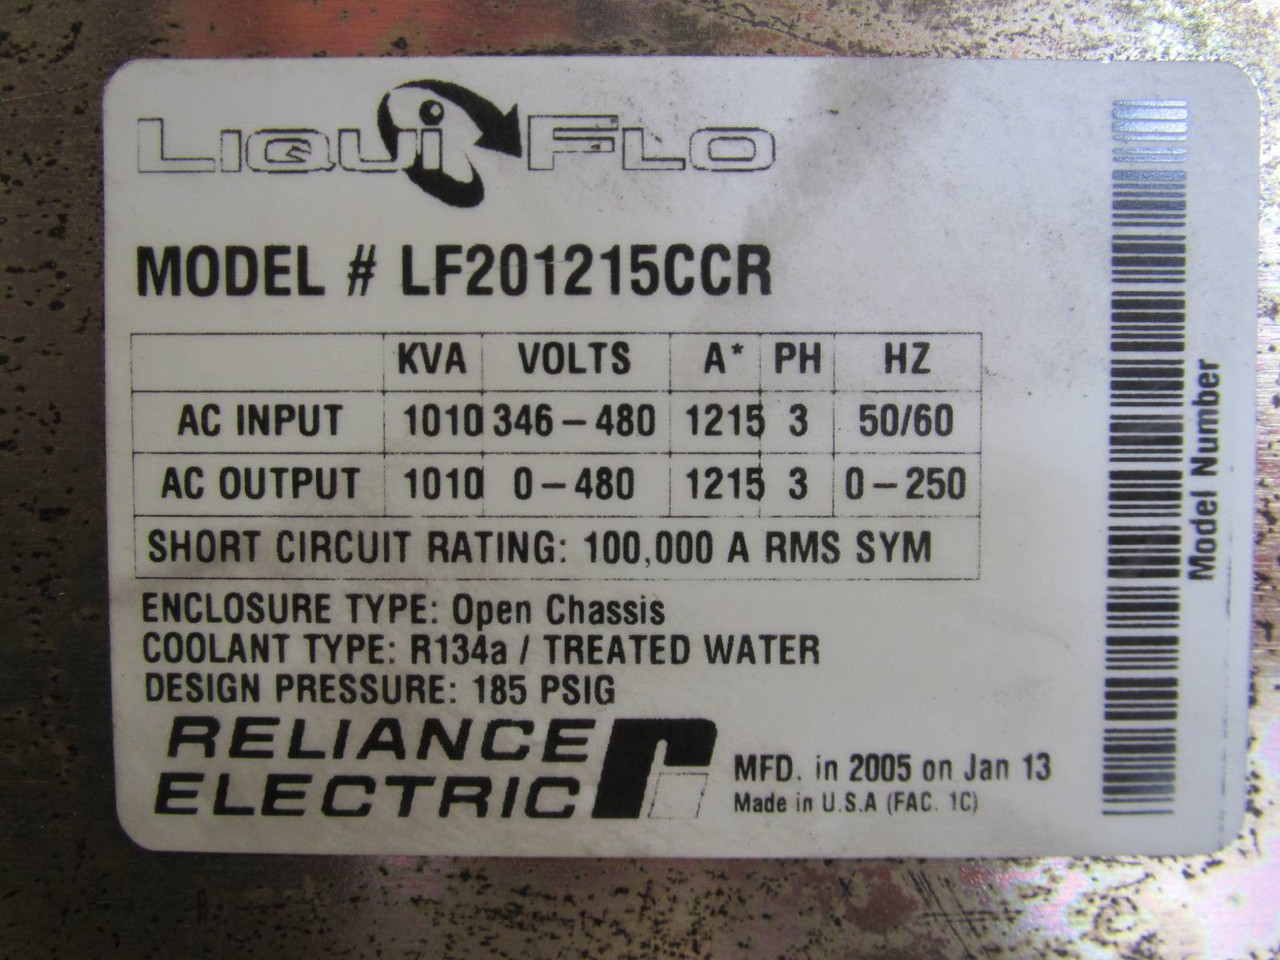 LIQUiFLO
MODEL # LF201215CCR
KVA VOLTS A* PH HZ
AC INPUT 1010 346-480 1215 3 50/60
AC OUTPUT 1010 0-480 1215 3 0-250
SHORT CIRCUIT RATING: 100,000 A RMS SYM
ENCLOSURE TYPE: Open Chassis
COOLANT TYPE: R134a / TREATED WATER
DESIGN PRESSURE: 185 PSIG
RELIANCE
ELECTRIC
MFD. in 2005 on Jan 13
Made in U.S.A (FAC. 1C)
Model Number